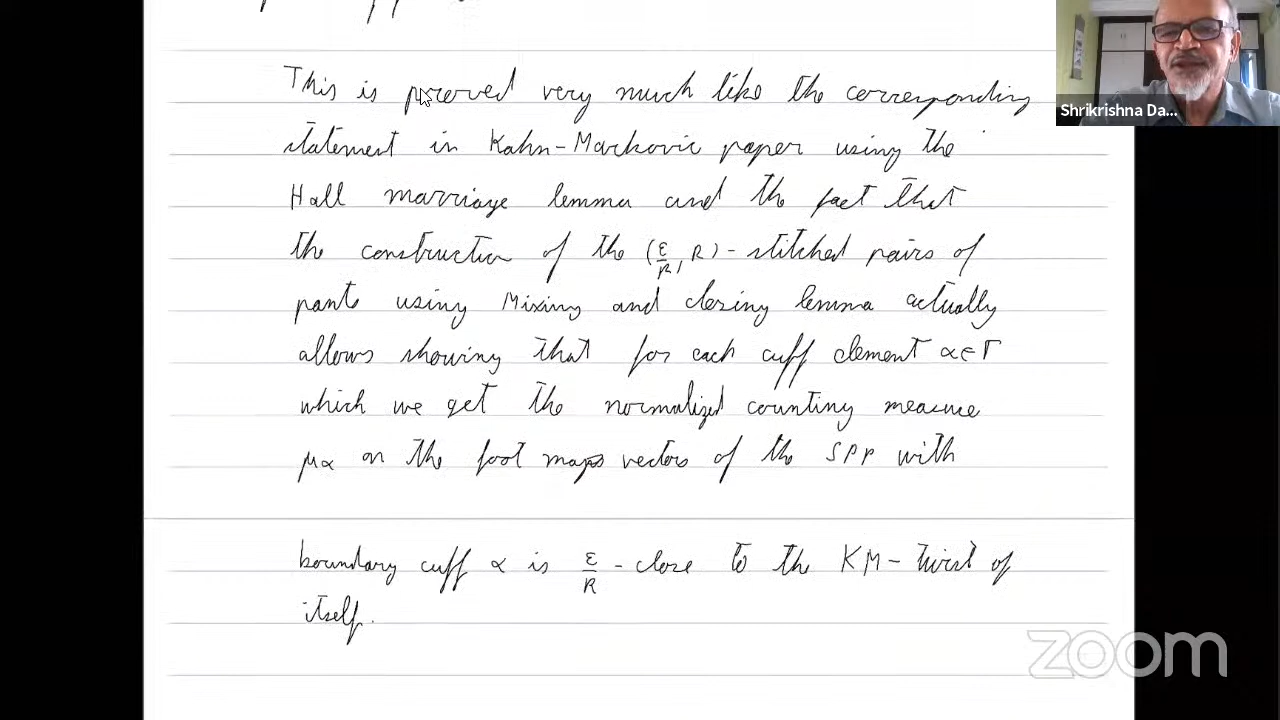 This is proved very much like the corresponding
Shrikrishna Da...
statement in Kahn-Markovic paper using the
Hall marriage lemma and the fact that
the construction of the (ε/R, R)-stitched pairs of
pants using Mixing and closing lemma actually
allows showing that for each cuff element α∈Γ
which we get the normalized counting measure
μα on the foot maps vectors of the SPP with
boundary cuff α is ε/R-close to the KM-twist of
itself.
zoom